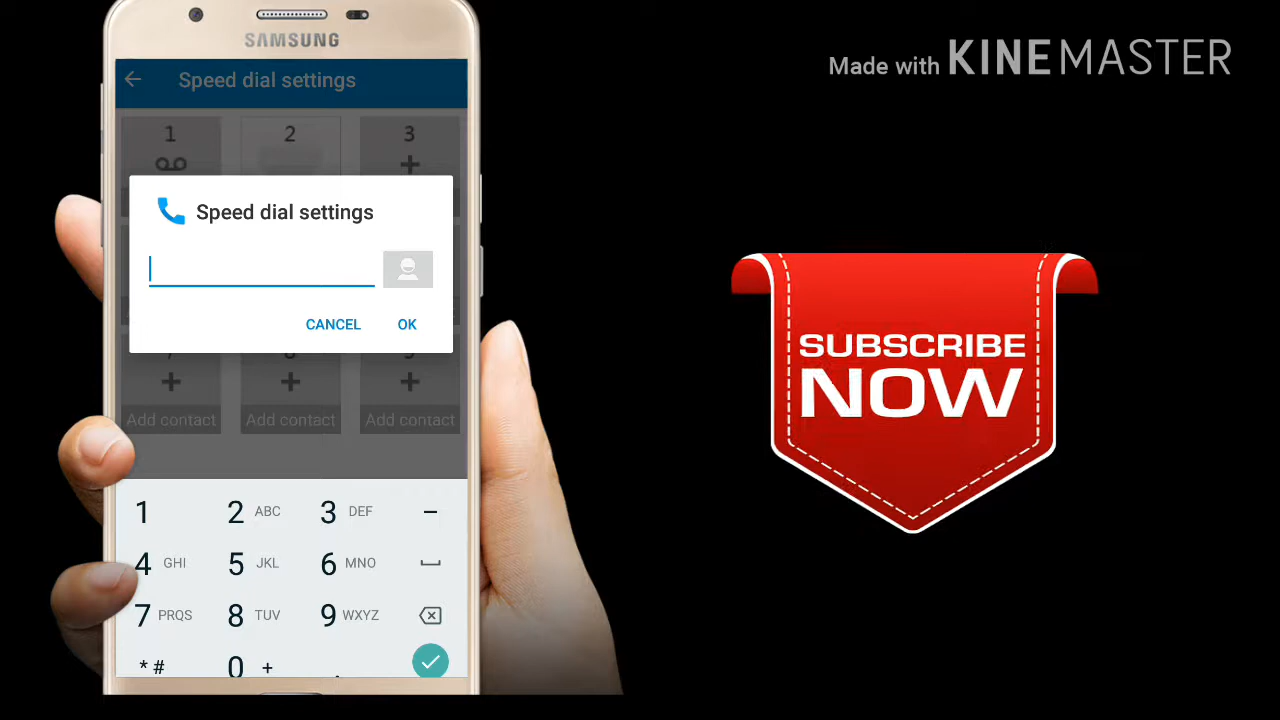 SAMSUNG
Speed dial settings
1 2 3
+
Speed dial settings
CANCEL OK
+ + +
Add contact Add contact Add contact
1 2 ABC 3 DEF –
4 GHI 5 JKL 6 MNO
7 PRQS 8 TUV 9 WXYZ
* # 0 + .
Made with KINEMASTER
SUBSCRIBE
NOW